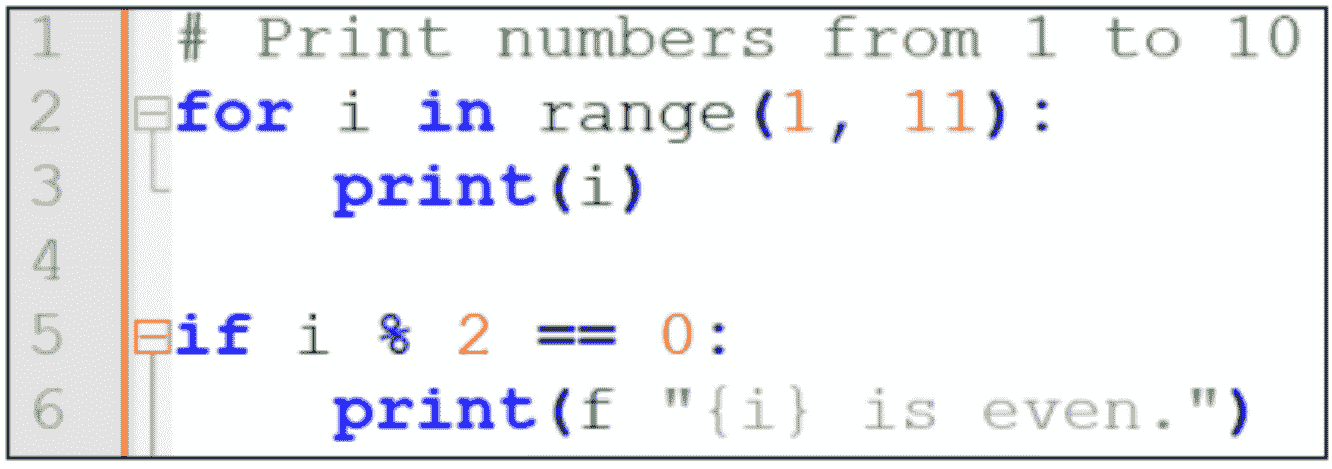 1 # Print numbers from 1 to 10
2 for i in range(1, 11):
3     print(i)
4
5 if i % 2 == 0:
6     print(f "{i} is even.")